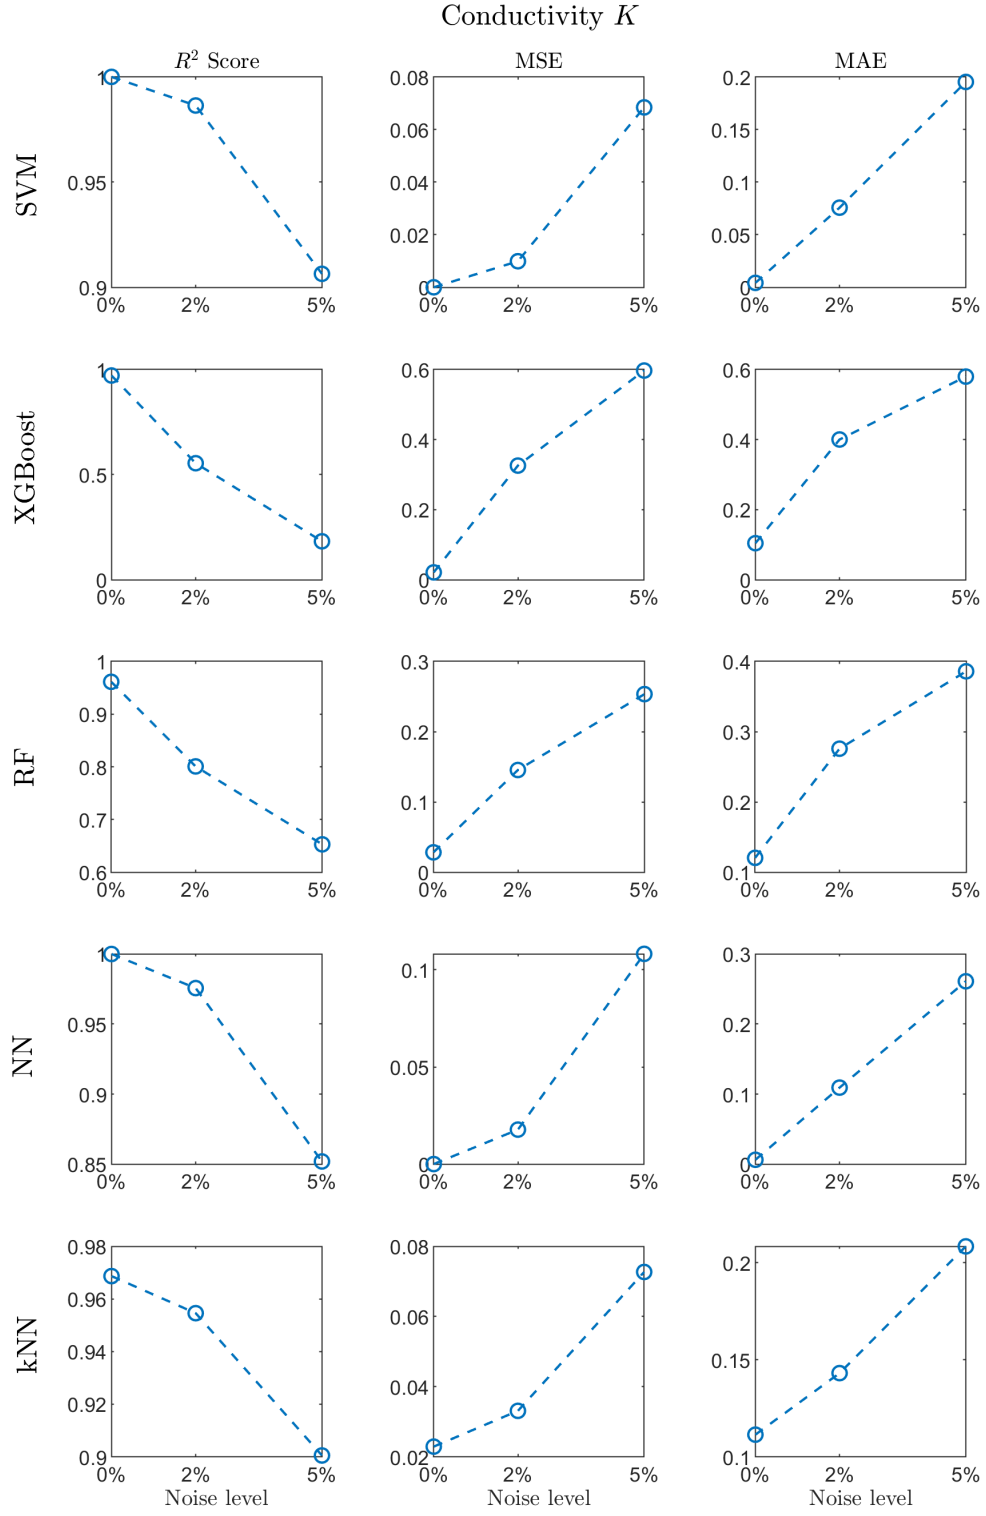 Conductivity K
R² Score MSE MAE
SVM
1 0.95 0.9
0% 2% 5%
0.08 0.06 0.04 0.02 0
0% 2% 5%
0.2 0.15 0.1 0.05 0
0% 2% 5%
XGBoost
1 0.5 0
0% 2% 5%
0.6 0.4 0.2 0
0% 2% 5%
0.6 0.4 0.2 0
0% 2% 5%
RF
1 0.9 0.8 0.7 0.6
0% 2% 5%
0.3 0.2 0.1 0
0% 2% 5%
0.4 0.3 0.2 0.1
0% 2% 5%
NN
1 0.95 0.9 0.85
0% 2% 5%
0.1 0.05 0
0% 2% 5%
0.3 0.2 0.1 0
0% 2% 5%
kNN
0.98 0.96 0.94 0.92 0.9
0% 2% 5%
0.08 0.06 0.04 0.02
0% 2% 5%
0.2 0.15 0.1
0% 2% 5%
Noise level Noise level Noise level